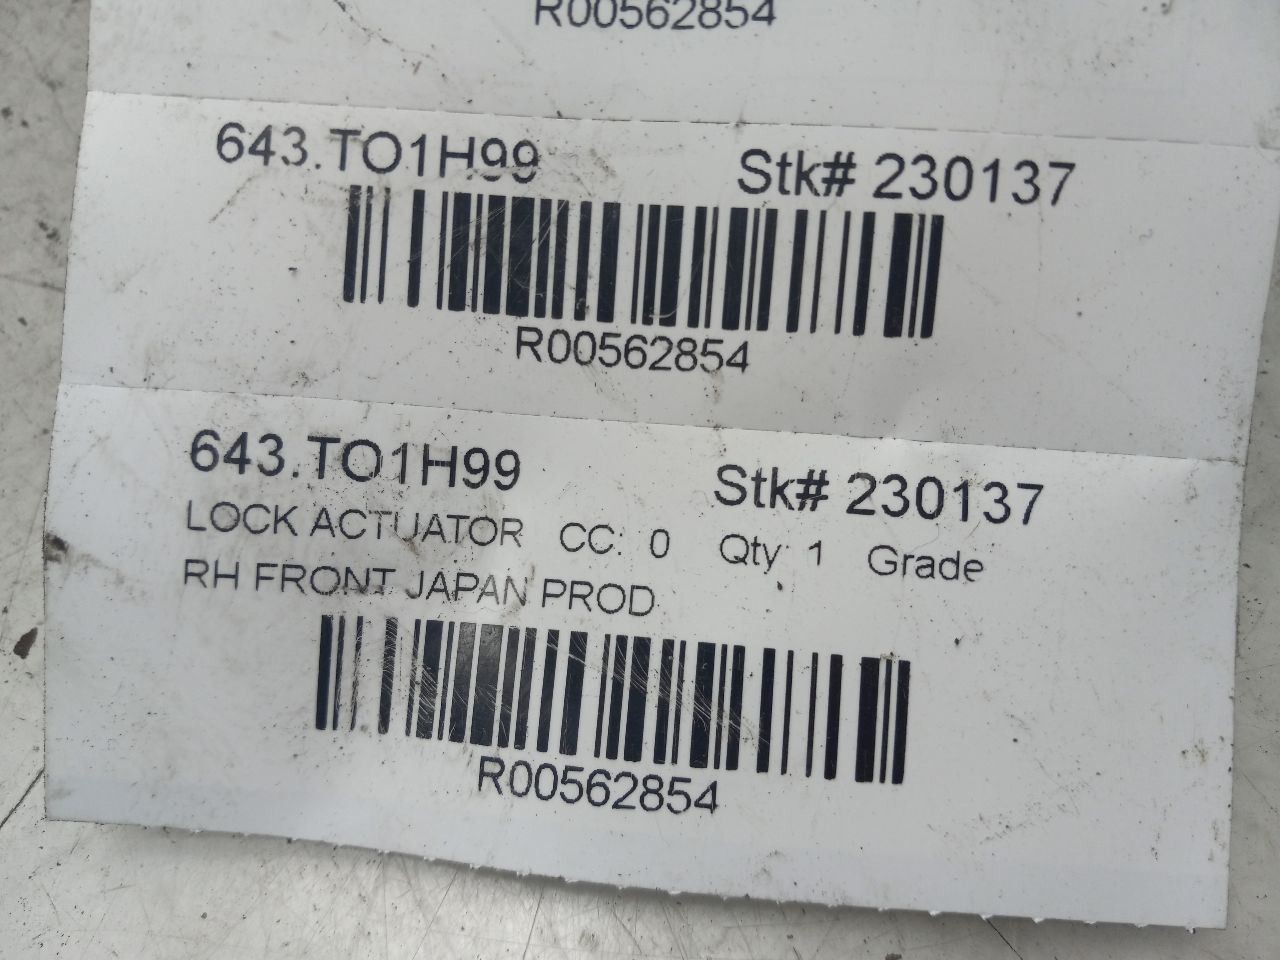 R00562854
643.TO1H99 Stk# 230137
R00562854
643.TO1H99 Stk# 230137
LOCK ACTUATOR CC: 0 Qty: 1 Grade
RH FRONT JAPAN PROD
R00562854